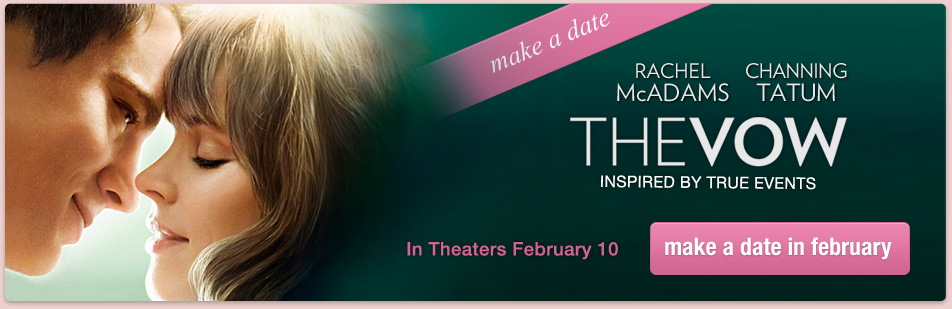 make a date
RACHEL CHANNING
McADAMS TATUM
THEVOW
INSPIRED BY TRUE EVENTS
In Theaters February 10
make a date in february